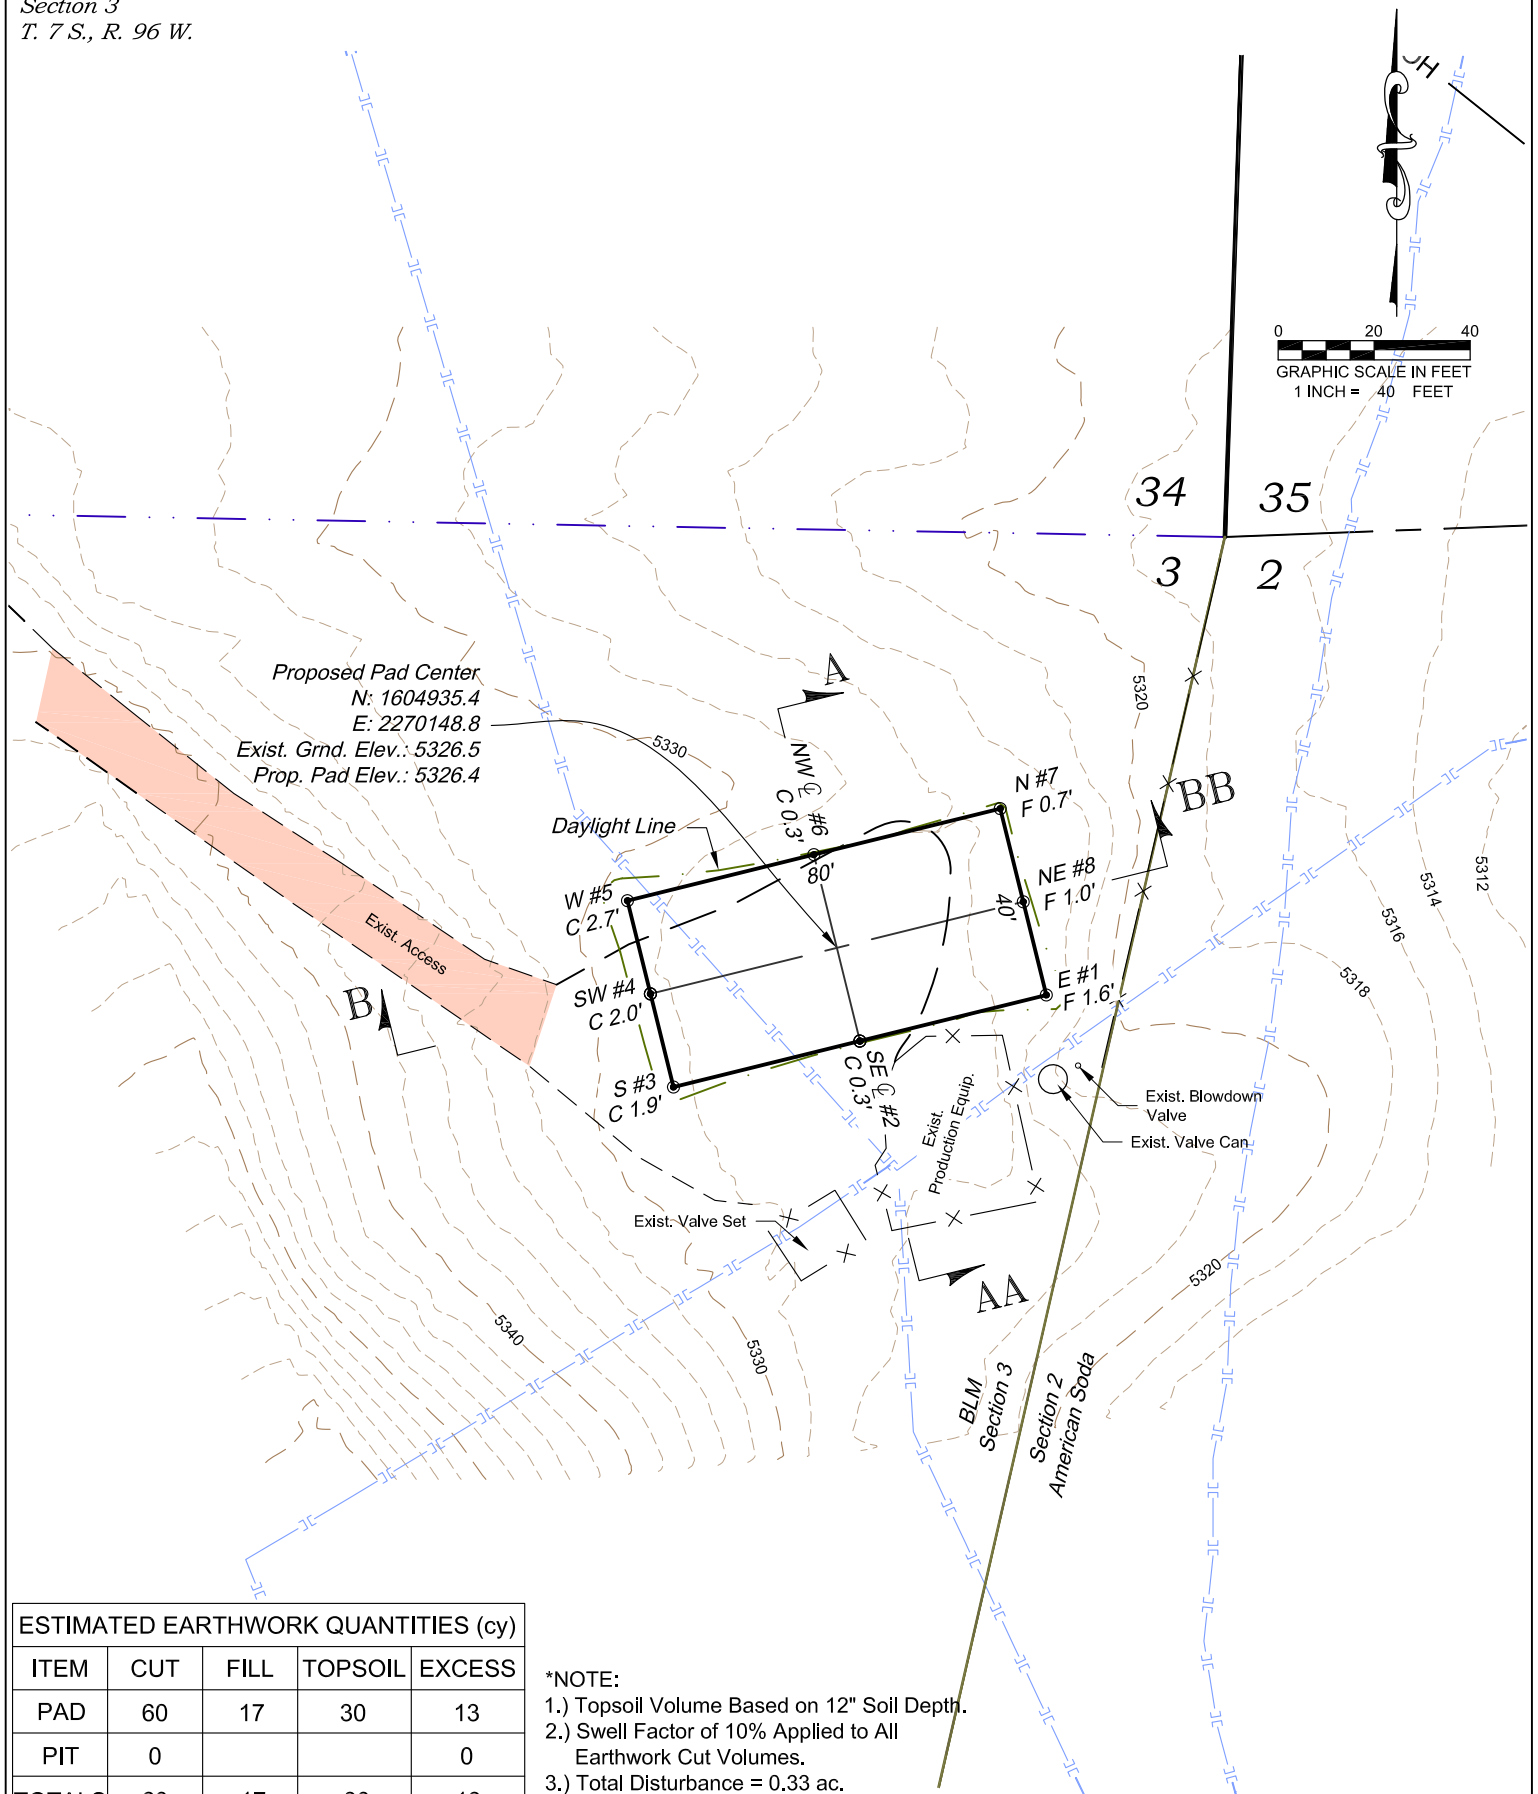 Section 3
T. 7 S., R. 96 W.
0 20 40
GRAPHIC SCALE IN FEET
1 INCH = 40 FEET
34 35
3 2
Proposed Pad Center
N: 1604935.4
E: 2270148.8
Exist. Grnd. Elev.: 5326.5
Prop. Pad Elev.: 5326.4
A
5320
5330
NW ℄ #6
C 0.3'
N #7
F 0.7'
BB
Daylight Line
80'
NE #8
F 1.0'
40'
5312
5314
5316
5318
W #5
C 2.7'
Exist. Access
B
SW #4
C 2.0'
E #1
F 1.6'
S #3
C 1.9'
SE ℄ #2
C 0.3'
Exist.
Production Equip.
Exist. Blowdown
Valve
Exist. Valve Can
Exist. Valve Set
AA
5320
5340
5330
BLM
Section 3
Section 2
American Soda
ESTIMATED EARTHWORK QUANTITIES (cy)
ITEM CUT FILL TOPSOIL EXCESS
PAD 60 17 30 13
PIT 0 0
*NOTE:
1.) Topsoil Volume Based on 12" Soil Depth.
2.) Swell Factor of 10% Applied to All
Earthwork Cut Volumes.
3.) Total Disturbance = 0.33 ac.